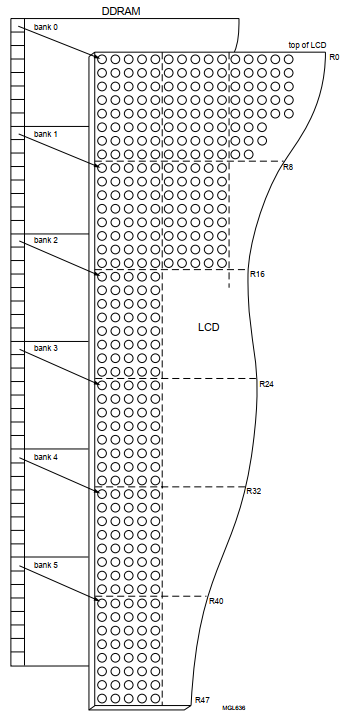 DDRAM
bank 0
top of LCD
R0
bank 1
R8
bank 2
R16
LCD
bank 3
R24
bank 4
R32
bank 5
R40
R47
MGL636